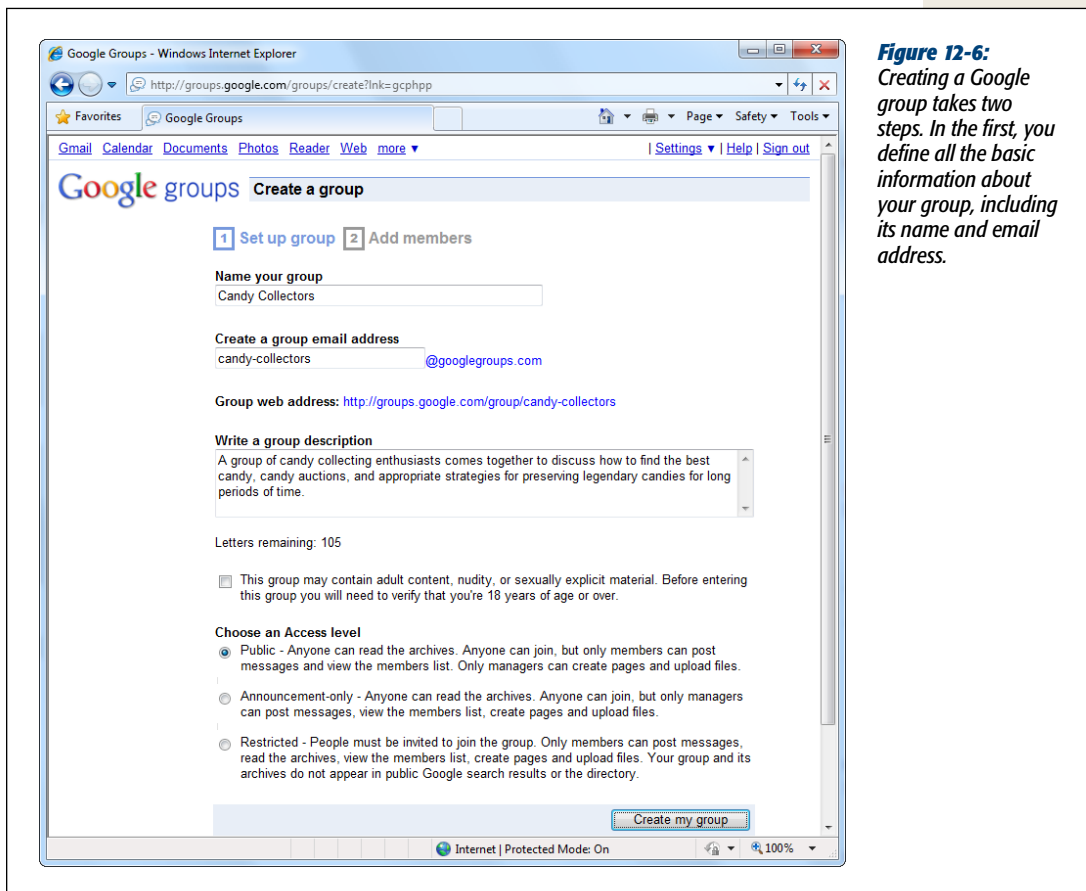 Google Groups - Windows Internet Explorer
http://groups.google.com/groups/create?lnk=gcphpp
Favorites
Google Groups
Page
Safety
Tools
Gmail Calendar Documents Photos Reader Web more ▼
| Settings ▼ | Help | Sign out
Google groups
Create a group
1 Set up group 2 Add members
Name your group
Candy Collectors
Create a group email address
candy-collectors
@googlegroups.com
Group web address: http://groups.google.com/group/candy-collectors
Write a group description
A group of candy collecting enthusiasts comes together to discuss how to find the best
candy, candy auctions, and appropriate strategies for preserving legendary candies for long
periods of time.
Letters remaining: 105
This group may contain adult content, nudity, or sexually explicit material. Before entering
this group you will need to verify that you're 18 years of age or over.
Choose an Access level
Public - Anyone can read the archives. Anyone can join, but only members can post
messages and view the members list. Only managers can create pages and upload files.
Announcement-only - Anyone can read the archives. Anyone can join, but only managers
can post messages, view the members list, create pages and upload files.
Restricted - People must be invited to join the group. Only members can post messages,
read the archives, view the members list, create pages and upload files. Your group and its
archives do not appear in public Google search results or the directory.
Create my group
Internet | Protected Mode: On
100%
Figure 12-6:
Creating a Google
group takes two
steps. In the first, you
define all the basic
information about
your group, including
its name and email
address.